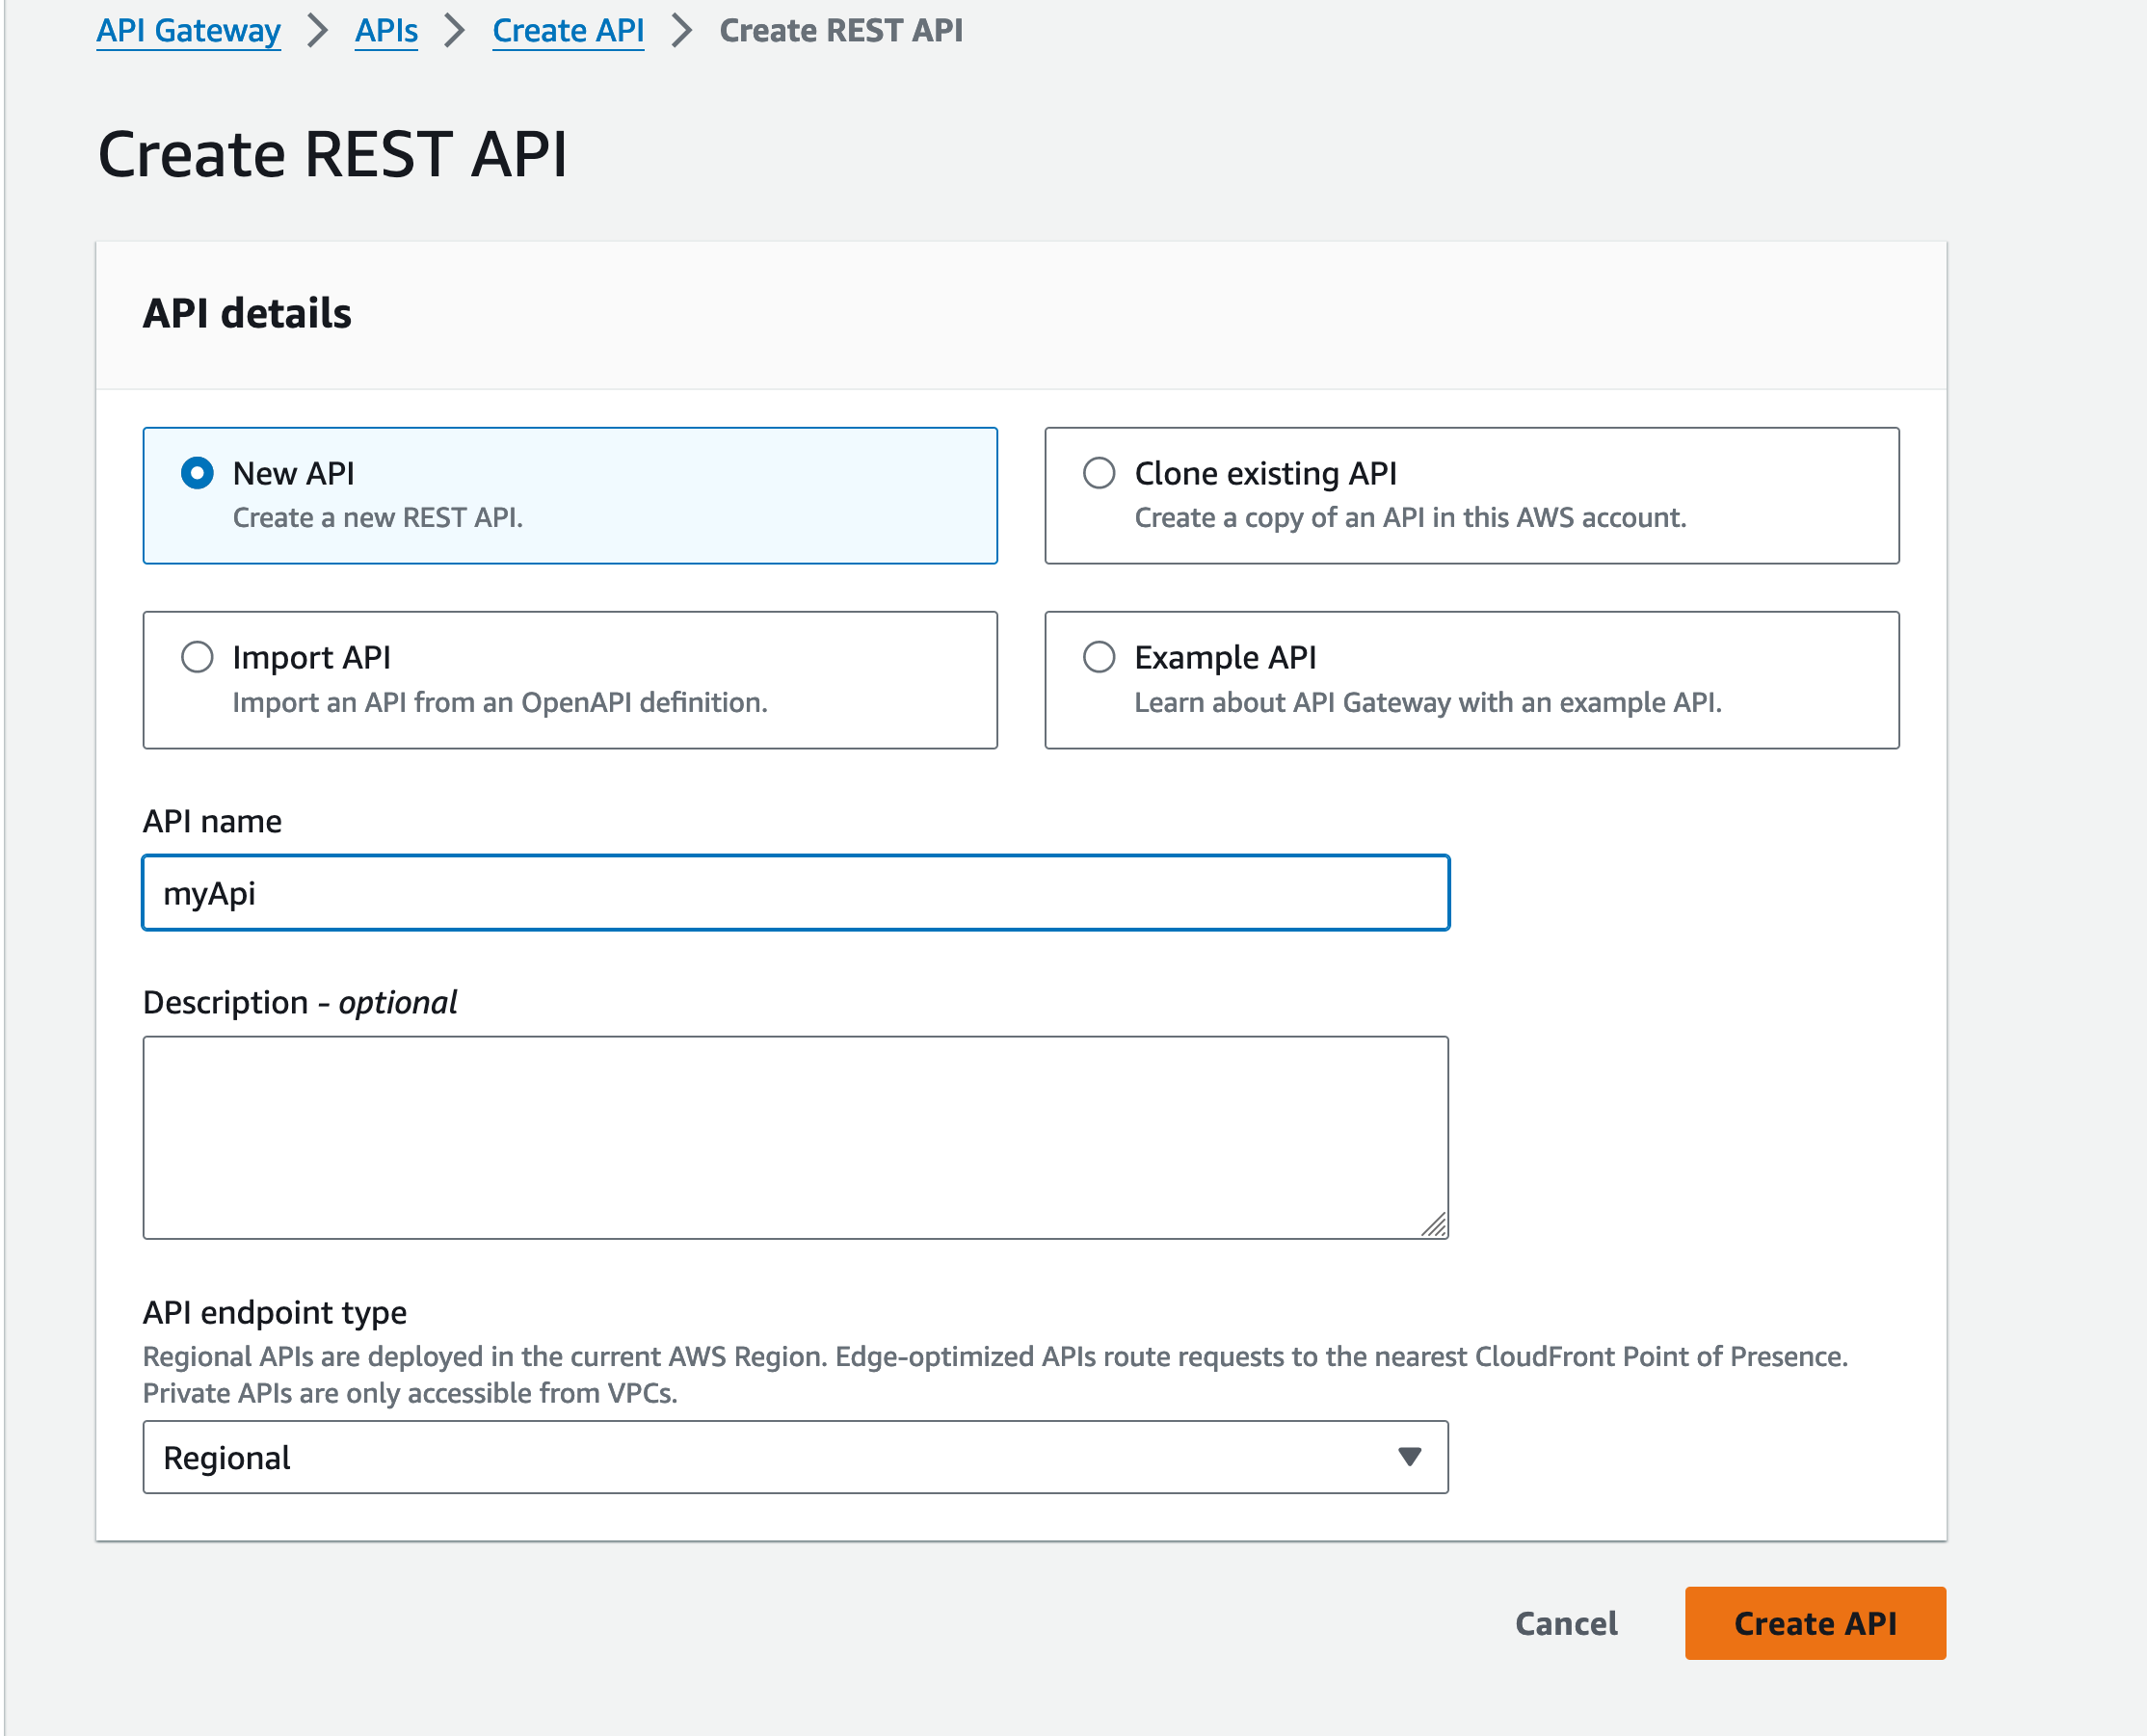 API Gateway > APIs > Create API > Create REST API
Create REST API
API details
New API
Create a new REST API.
Clone existing API
Create a copy of an API in this AWS account.
Import API
Import an API from an OpenAPI definition.
Example API
Learn about API Gateway with an example API.
API name
myApi
Description - optional
API endpoint type
Regional APIs are deployed in the current AWS Region. Edge-optimized APIs route requests to the nearest CloudFront Point of Presence.
Private APIs are only accessible from VPCs.
Regional
Cancel
Create API